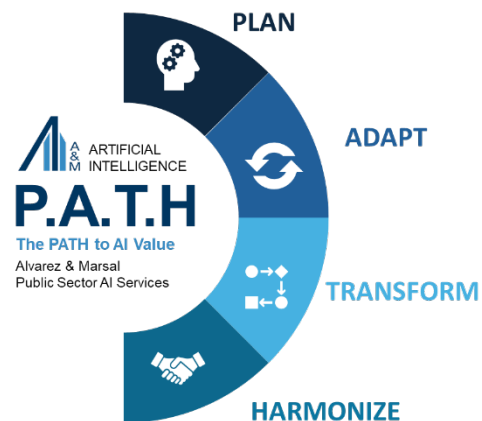 PLAN
ADAPT
TRANSFORM
HARMONIZE
A&M
ARTIFICIAL
INTELLIGENCE
P.A.T.H
The PATH to AI Value
Alvarez & Marsal
Public Sector AI Services